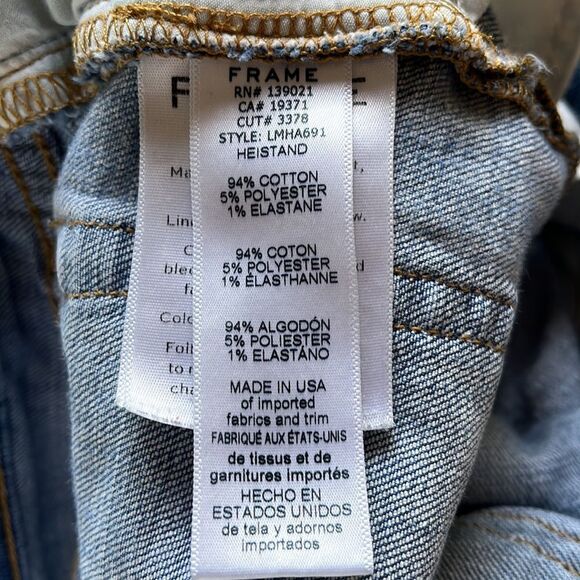 FRAME
RN# 139021
CA# 19371
CUT# 3378
STYLE: LMHA691
HEISTAND
94% COTTON
5% POLYESTER
1% ELASTANE
94% COTON
5% POLYESTER
1% ÉLASTHANNE
94% ALGODÓN
5% POLIESTER
1% ELASTÁNO
MADE IN USA
of imported
fabrics and trim
FABRIQUÉ AUX ÉTATS-UNIS
de tissus et de
garnitures importés
HECHO EN
ESTADOS UNIDOS
de tela y adornos
importados